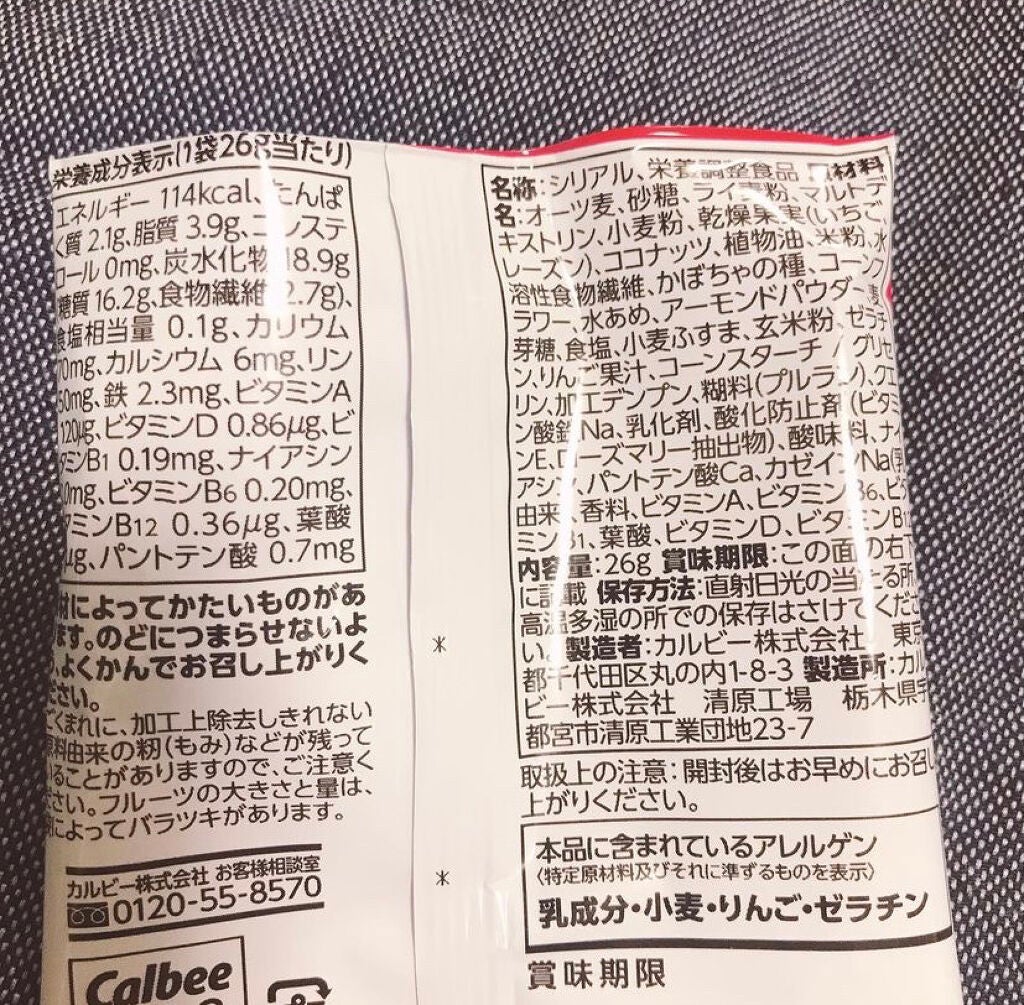 栄養成分表示(1袋26g当たり)
エネルギー 114kcal、たんぱ
く質 2.1g、脂質 3.9g、コレステ
ロール 0mg、炭水化物 18.9g
糖質 16.2g、食物繊維 2.7g)、
食塩相当量 0.1g、カリウム
70mg、カルシウム 6mg、リン
50mg、鉄 2.3mg、ビタミンA
120μg、ビタミンD 0.86μg、ビ
タミンB1 0.19mg、ナイアシン
0mg、ビタミンB6 0.20mg、
タミンB12 0.36μg、葉酸
μg、パントテン酸 0.7mg
によってかたいものがあ
ます。のどにつまらせないよ
、よくかんでお召し上がりく
ださい。
ごくまれに、加工上除去しきれない
原料由来の籾(もみ)などが残って
いることがありますので、ご注意く
ださい。フルーツの大きさと量は、
によってバラツキがあります。
カルビー株式会社 お客様相談室
0120-55-8570
Calbee
名称:シリアル、栄養調整食品 材料
名:オーツ麦、砂糖、ライ麦粉、マルトデ
キストリン、小麦粉、乾燥果実(いちご、
レーズン)、ココナッツ、植物油、米粉、水
溶性食物繊維、かぼちゃの種、コーンフ
ラワー、水あめ、アーモンドパウダー、麦
芽糖、食塩、小麦ふすま、玄米粉、ゼラチ
ン、りんご果汁、コーンスターチ/グリセ
リン、加工デンプン、糊料(プルラン)、クエ
ン酸鉄Na、乳化剤、酸化防止剤(ビタミ
ンE、ローズマリー抽出物)、酸味料、ナイ
アシン、パントテン酸Ca、カゼインNa(乳
由来)、香料、ビタミンA、ビタミンB6、ビタ
ミンB1、葉酸、ビタミンD、ビタミンB12
内容量:26g 賞味期限:この面の右下
に記載 保存方法:直射日光の当たる所、
高温多湿の所での保存はさけてくださ
い。製造者:カルビー株式会社 東京
都千代田区丸の内1-8-3 製造所:カル
ビー株式会社 清原工場 栃木県宇
都宮市清原工業団地23-7
取扱上の注意:開封後はお早めにお召し
上がりください。
本品に含まれているアレルゲン
(特定原材料及びそれに準ずるものを表示)
乳成分・小麦・りんご・ゼラチン
賞味期限